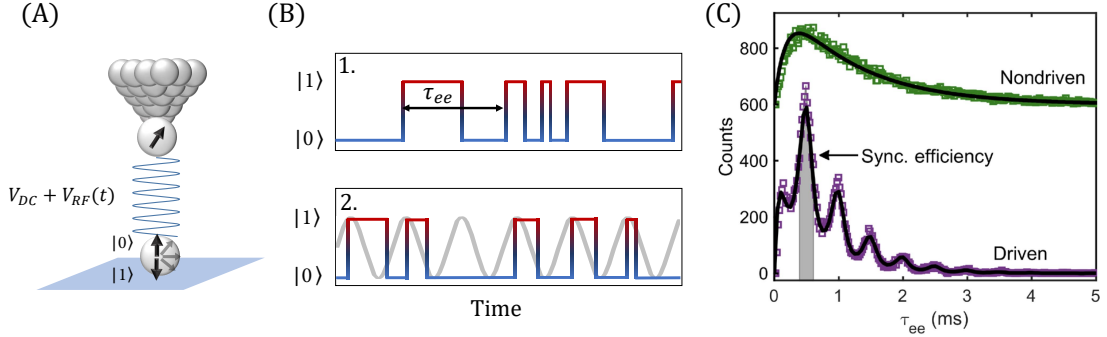 (A)
V_DC + V_RF(t)
|0⟩
|1⟩
(B)
1.
|1⟩
τ_ee
|0⟩
2.
|1⟩
|0⟩
Time
(C)
800
600
400
200
0
Counts
Nondriven
Sync. efficiency
Driven
0 1 2 3 4 5
τ_ee (ms)